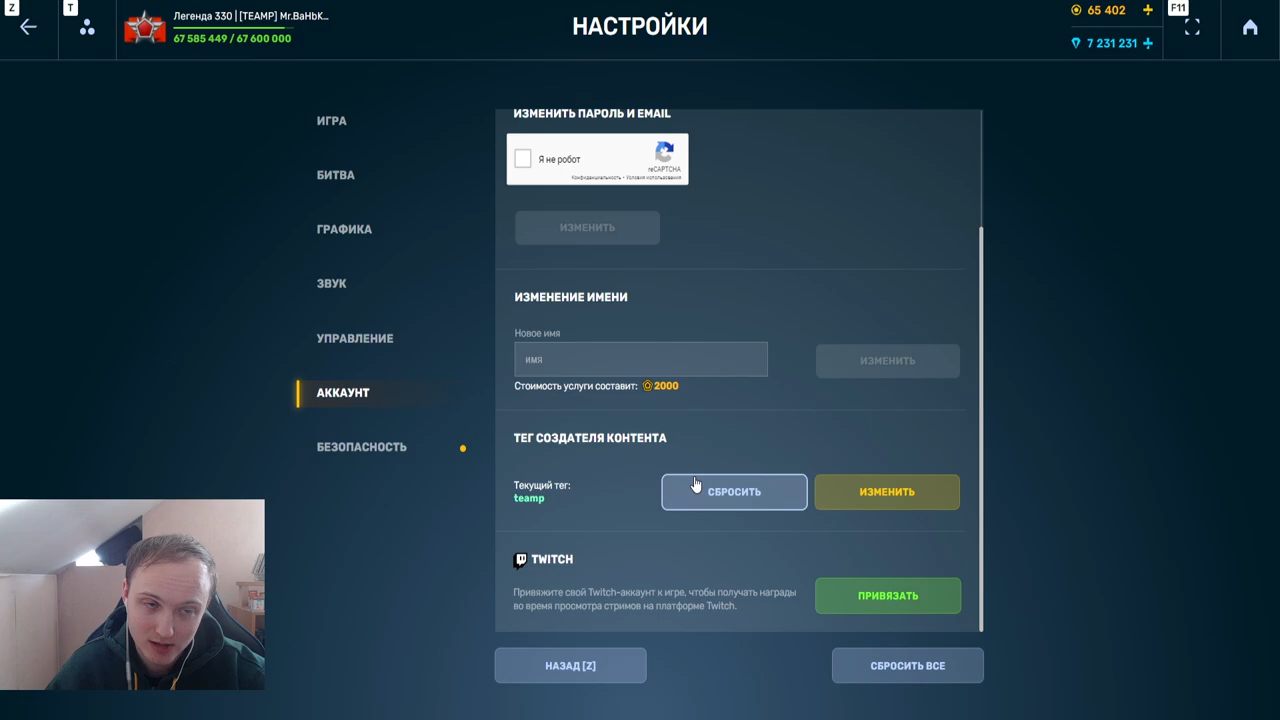 Z
T
Легенда 330 | [TEAMP] Mr.BaHbK...
67 585 449 / 67 600 000
НАСТРОЙКИ
65 402 +
7 231 231 +
F11
ИГРА
БИТВА
ГРАФИКА
ЗВУК
УПРАВЛЕНИЕ
АККАУНТ
БЕЗОПАСНОСТЬ
ИЗМЕНИТЬ ПАРОЛЬ И EMAIL
Я не робот
reCAPTCHA
Конфиденциальность • Условия использования
ИЗМЕНИТЬ
ИЗМЕНЕНИЕ ИМЕНИ
Новое имя
имя
ИЗМЕНИТЬ
Стоимость услуги составит: 2000
ТЕГ СОЗДАТЕЛЯ КОНТЕНТА
Текущий тег:
teamp
СБРОСИТЬ
ИЗМЕНИТЬ
TWITCH
Привяжите свой Twitch-аккаунт к игре, чтобы получать награды
во время просмотра стримов на платформе Twitch.
ПРИВЯЗАТЬ
НАЗАД [Z]
СБРОСИТЬ ВСЕ